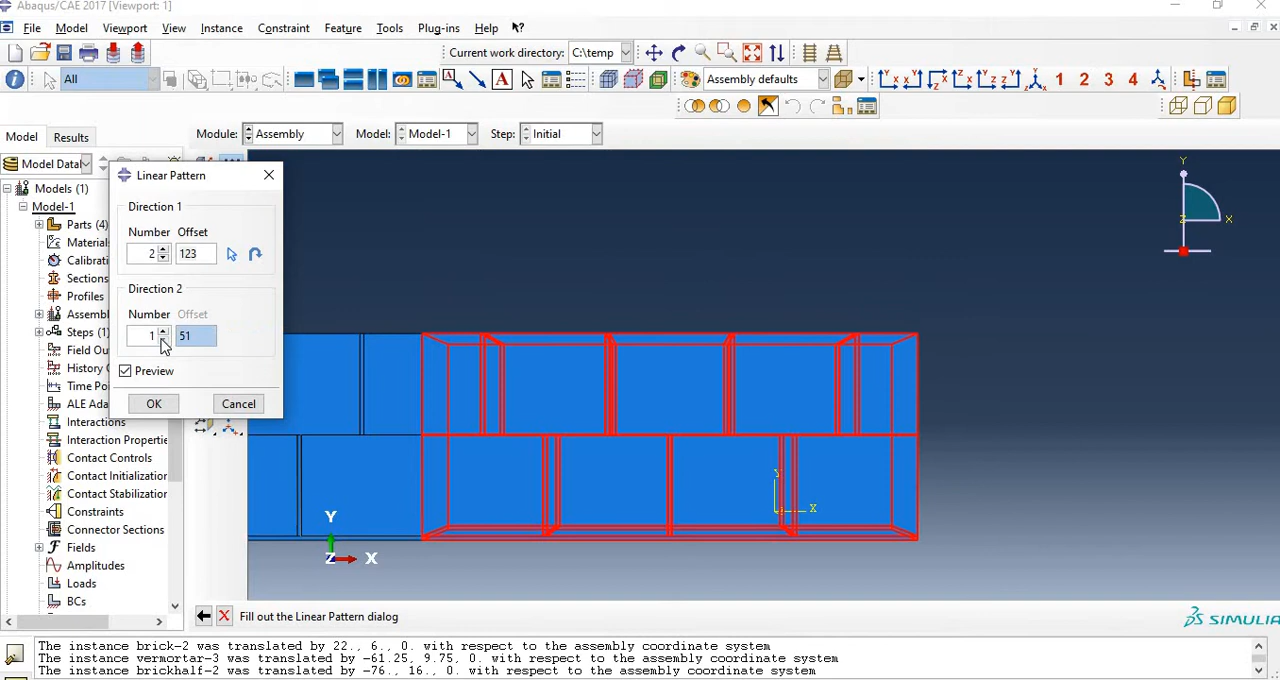 Abaqus/CAE 2017 [Viewport: 1]
File Model Viewport View Instance Constraint Feature Tools Plug-ins Help
Current work directory: C:\temp
All
A
Assembly defaults
1 2 3 4
Model Results
Module: Assembly Model: Model-1 Step: Initial
Model Datab
Models (1)
Model-1
Parts (4)
Materials
Calibrati
Sections
Profiles
Assemb
Steps (1)
Field Ou
History
Time Poi
ALE Ada
Interactions
Interaction Propertie
Contact Controls
Contact Initialization
Contact Stabilization
Constraints
Connector Sections
Fields
Amplitudes
Loads
BCs
Linear Pattern
Direction 1
Number Offset
2 123
Direction 2
Number Offset
1 51
Preview
OK Cancel
Y
Z X
Y
X
Y
Z X
Fill out the Linear Pattern dialog
SIMULIA
The instance brick-2 was translated by 22., 6., 0. with respect to the assembly coordinate system
The instance vermortar-3 was translated by -61.25, 9.75, 0. with respect to the assembly coordinate system
The instance brickhalf-2 was translated by -76., 16., 0. with respect to the assembly coordinate system